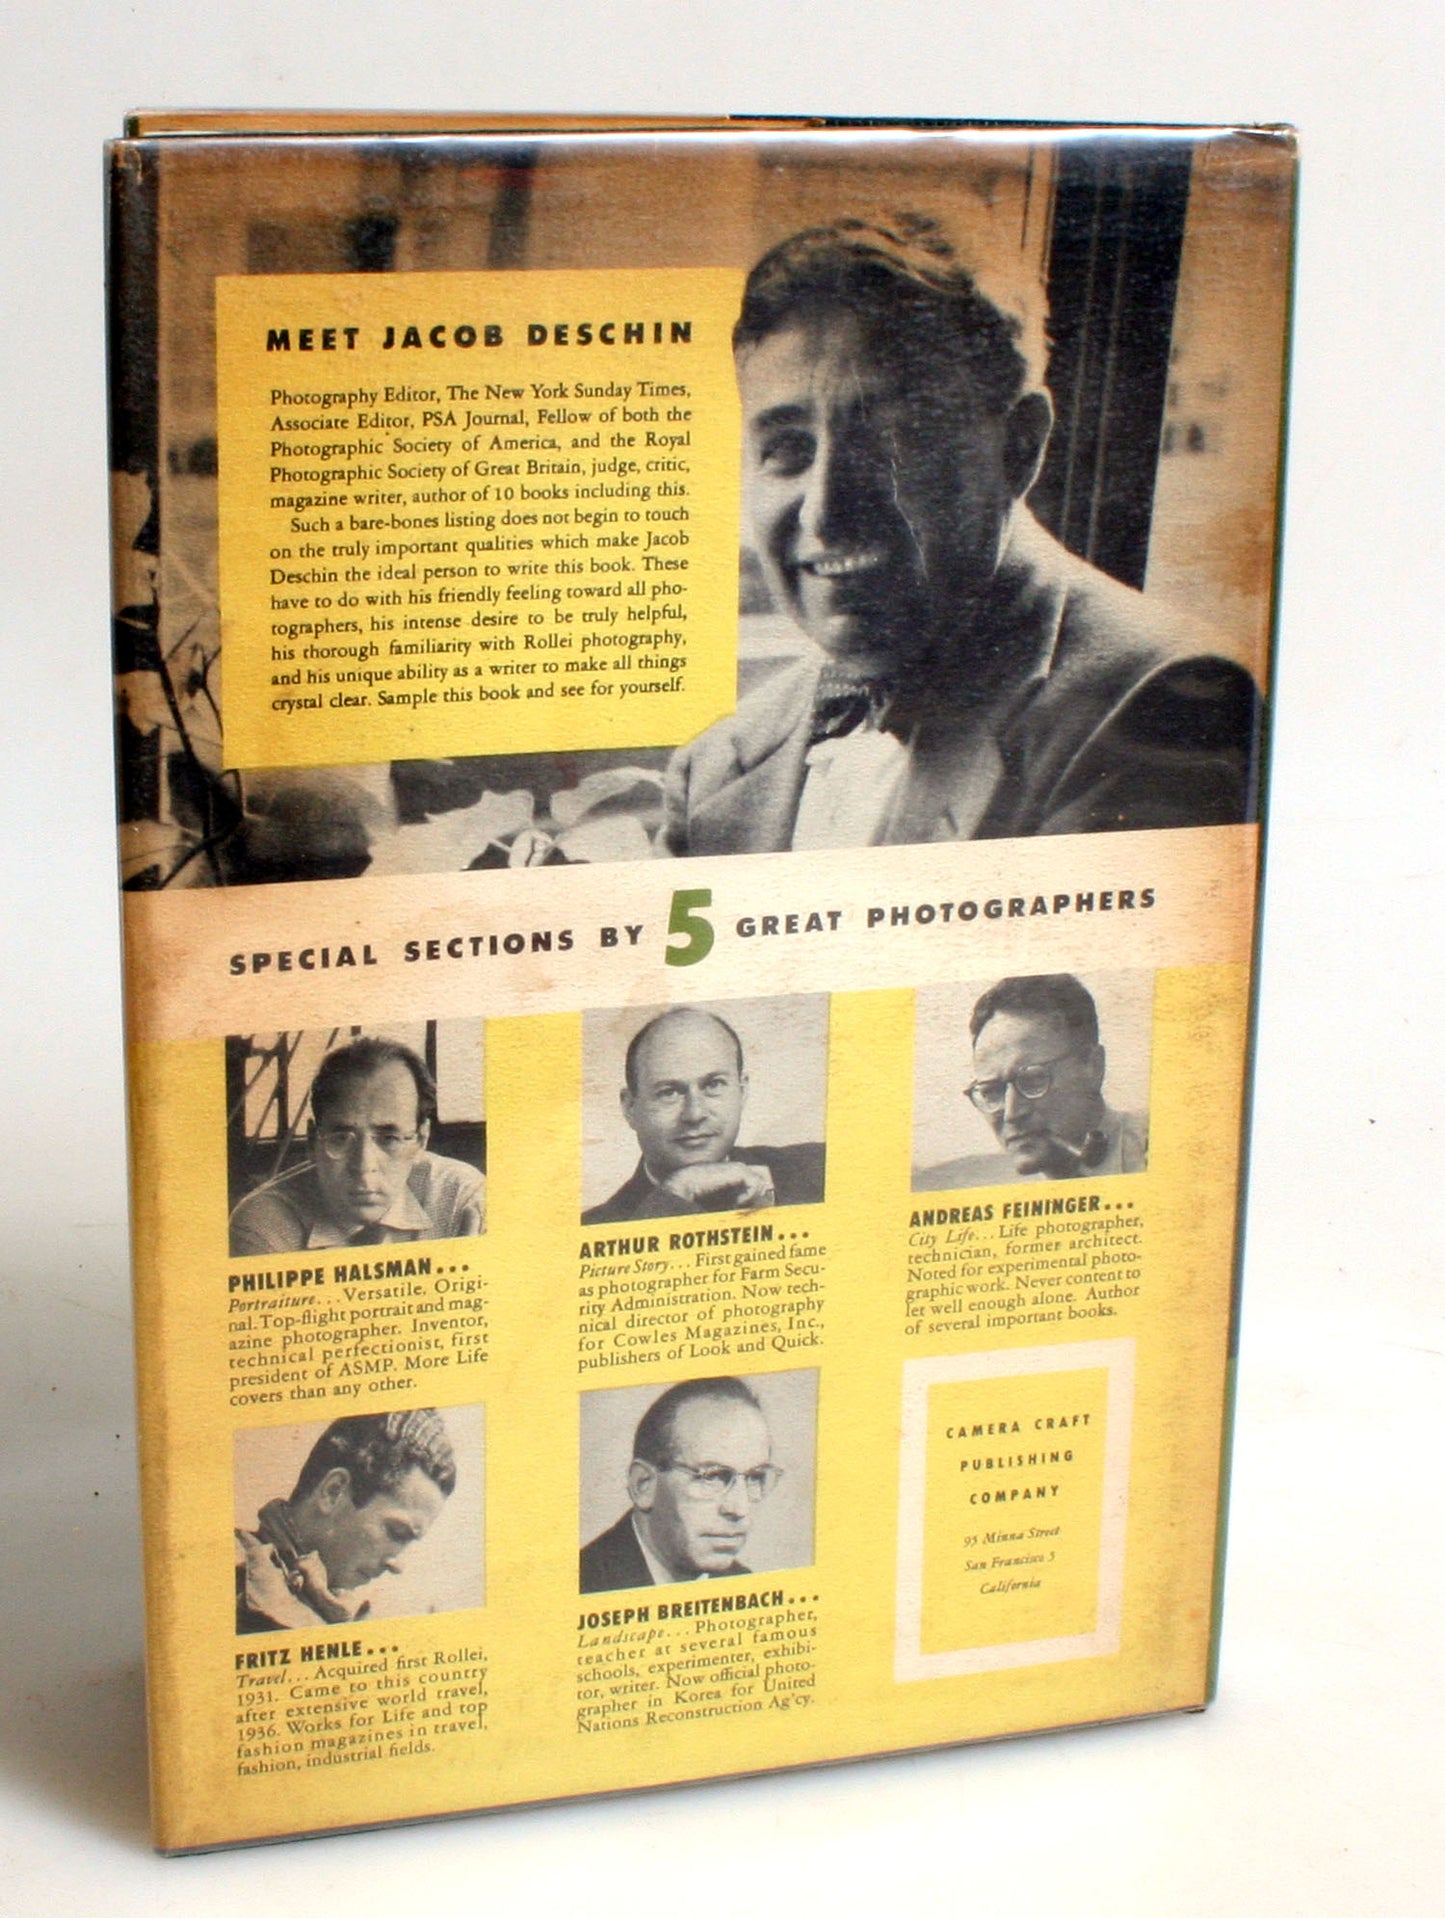 MEET JACOB DESCHIN
Photography Editor, The New York Sunday Times,
Associate Editor, PSA Journal, Fellow of both the
Photographic Society of America, and the Royal
Photographic Society of Great Britain, judge, critic,
magazine writer, author of 10 books including this.
Such a bare-bones listing does not begin to touch
on the truly important qualities which make Jacob
Deschin the ideal person to write this book. These
have to do with his friendly feeling toward all pho-
tographers, his intense desire to be truly helpful,
his thorough familiarity with Rollei photography,
and his unique ability as a writer to make all things
crystal clear. Sample this book and see for yourself.
SPECIAL SECTIONS BY 5 GREAT PHOTOGRAPHERS
PHILIPPE HALSMAN...
Portraiture... Versatile. Origi-
nal. Top-flight portrait and mag-
azine photographer. Inventor,
technical perfectionist, first
president of ASMP. More Life
covers than any other.
ARTHUR ROTHSTEIN...
Picture Story... First gained fame
as photographer for Farm Secu-
rity Administration. Now tech-
nical director of photography
for Cowles Magazines, Inc.,
publishers of Look and Quick.
ANDREAS FEININGER...
City Life... Life photographer,
technician, former architect.
Noted for experimental photo-
graphic work. Never content to
let well enough alone. Author
of several important books.
FRITZ HENLE...
Travel... Acquired first Rollei,
1931. Came to this country
after extensive world travel,
1936. Works for Life and top
fashion magazines in travel,
fashion, industrial fields.
JOSEPH BREITENBACH...
Landscape... Photographer,
teacher at several famous
schools, experimenter, exhibi-
tor, writer. Now official photo-
grapher in Korea for United
Nations Reconstruction Ag'cy.
CAMERA CRAFT
PUBLISHING
COMPANY
95 Minna Street
San Francisco 5
California